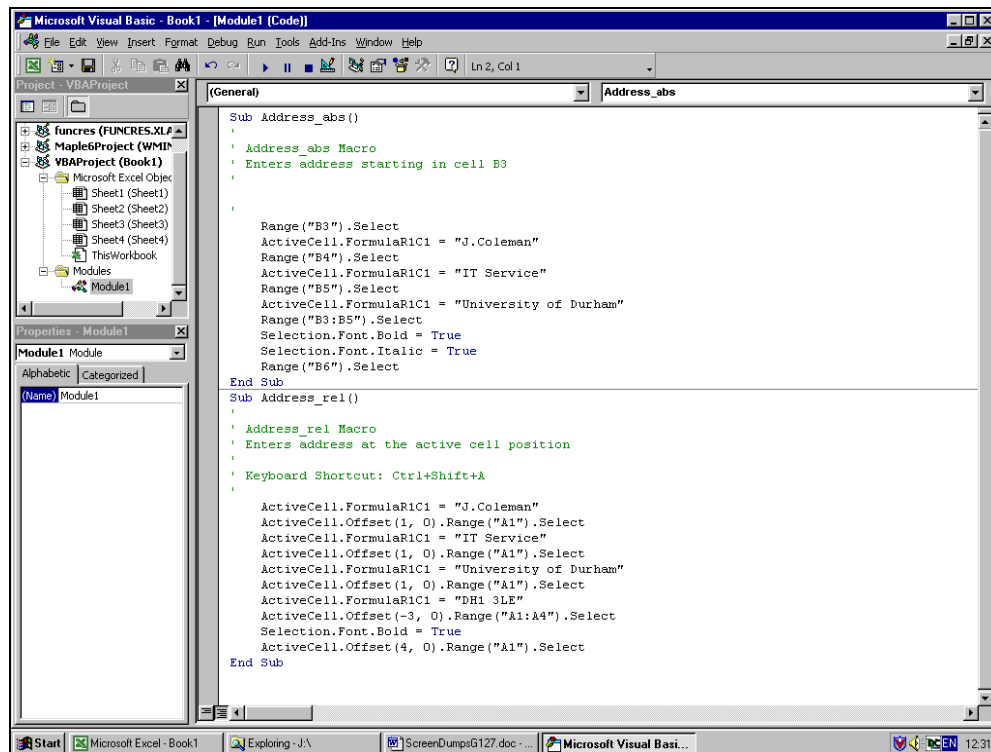 Microsoft Visual Basic - Book1 - [Module1 (Code)]
File Edit View Insert Format Debug Run Tools Add-Ins Window Help
Ln 2, Col 1
Project - VBAProject
funcres (FUNCRES.XLA
Maple6Project (WMIN
VBAProject (Book1)
Microsoft Excel Objec
Sheet1 (Sheet1)
Sheet2 (Sheet2)
Sheet3 (Sheet3)
Sheet4 (Sheet4)
ThisWorkbook
Modules
Module1
Properties - Module1
Module1 Module
Alphabetic Categorized
(Name) Module1
(General) Address_abs
Sub Address_abs()
'
' Address_abs Macro
' Enters address starting in cell B3
'
'
Range("B3").Select
ActiveCell.FormulaR1C1 = "J.Coleman"
Range("B4").Select
ActiveCell.FormulaR1C1 = "IT Service"
Range("B5").Select
ActiveCell.FormulaR1C1 = "University of Durham"
Range("B3:B5").Select
Selection.Font.Bold = True
Selection.Font.Italic = True
Range("B6").Select
End Sub
Sub Address_rel()
'
' Address_rel Macro
' Enters address at the active cell position
'
' Keyboard Shortcut: Ctrl+Shift+A
'
ActiveCell.FormulaR1C1 = "J.Coleman"
ActiveCell.Offset(1, 0).Range("A1").Select
ActiveCell.FormulaR1C1 = "IT Service"
ActiveCell.Offset(1, 0).Range("A1").Select
ActiveCell.FormulaR1C1 = "University of Durham"
ActiveCell.Offset(1, 0).Range("A1").Select
ActiveCell.FormulaR1C1 = "DH1 3LE"
ActiveCell.Offset(-3, 0).Range("A1:A4").Select
Selection.Font.Bold = True
ActiveCell.Offset(4, 0).Range("A1").Select
End Sub
Start Microsoft Excel - Book1 Exploring - J:\ ScreenDumpsG127.doc - ... Microsoft Visual Basi... EN 12:31